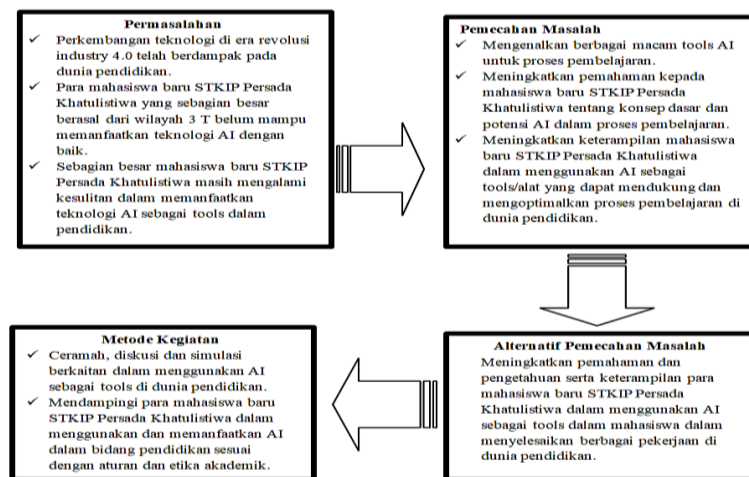 Permasalahan
✓ Perkembangan teknologi di era revolusi
industry 4.0 telah berdampak pada
dunia pendidikan.
✓ Para mahasiswa baru STKIP Persada
Khatulistiwa yang sebagian besar
berasal dari wilayah 3 T belum mampu
memanfaatkan teknologi AI dengan
baik.
✓ Sebagian besar mahasiswa baru STKIP
Persada Khatulistiwa masih mengalami
kesulitan dalam memanfaatkan
teknologi AI sebagai tools dalam
pendidikan.
Pemecahan Masalah
✓ Mengenalkan berbagai macam tools AI
untuk proses pembelajaran.
✓ Meningkatkan pemahaman kepada
mahasiswa baru STKIP Persada
Khatulistiwa tentang konsep dasar dan
potensi AI dalam proses pembelajaran.
✓ Meningkatkan keterampilan mahasiswa
baru STKIP Persada Khatulistiwa
dalam menggunakan AI sebagai
tools/alat yang dapat mendukung dan
mengoptimalkan proses pembelajaran di
dunia pendidikan.
Alternatif Pemecahan Masalah
Meningkatkan pemahaman dan
pengetahuan serta keterampilan para
mahasiswa baru STKIP Persada
Khatulistiwa dalam menggunakan AI
sebagai tools dalam mahasiswa dalam
menyelesaikan berbagai pekerjaan di
dunia pendidikan.
Metode Kegiatan
✓ Ceramah, diskusi dan simulasi
berkaitan dalam menggunakan AI
sebagai tools di dunia pendidikan.
✓ Mendampingi para mahasiswa baru
STKIP Persada Khatulistiwa dalam
menggunakan dan memanfaatkan AI
dalam bidang pendidikan sesuai
dengan aturan dan etika akademik.